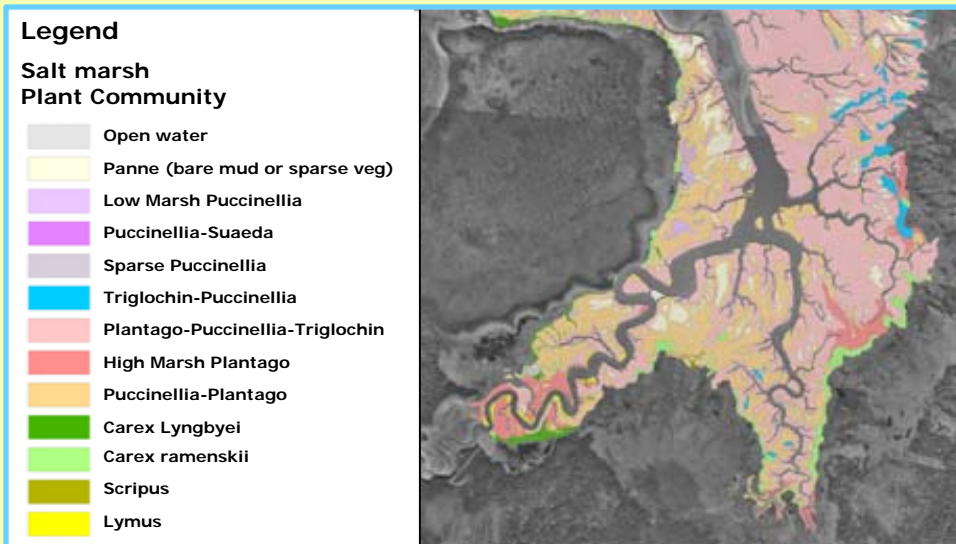 Legend
Salt marsh
Plant Community
Open water
Panne (bare mud or sparse veg)
Low Marsh Puccinellia
Puccinellia-Suaeda
Sparse Puccinellia
Triglochin-Puccinellia
Plantago-Puccinellia-Triglochin
High Marsh Plantago
Puccinellia-Plantago
Carex Lyngbyei
Carex ramenskii
Scripus
Lymus